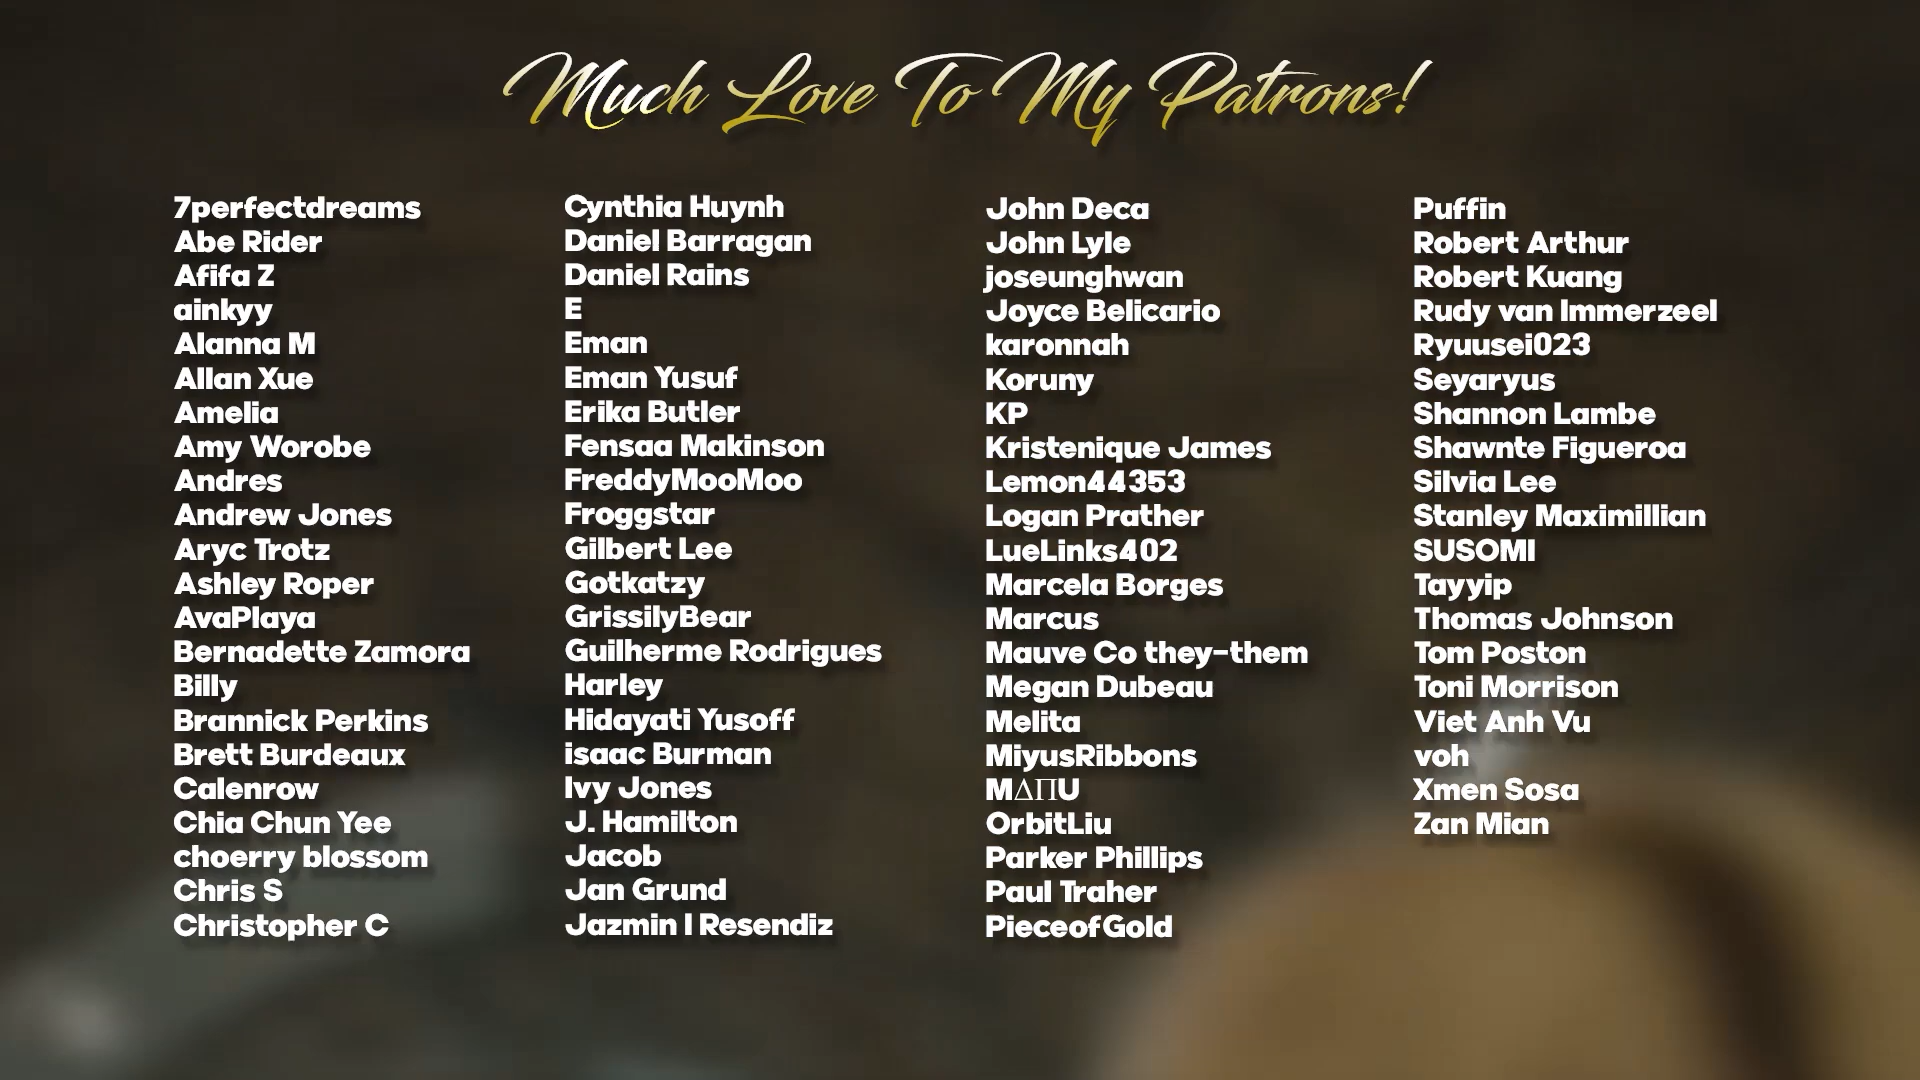 Much Love To My Patrons!
7perfectdreams
Abe Rider
Afifa Z
ainkyy
Alanna M
Allan Xue
Amelia
Amy Worobe
Andres
Andrew Jones
Aryc Trotz
Ashley Roper
AvaPlaya
Bernadette Zamora
Billy
Brannick Perkins
Brett Burdeaux
Calenrow
Chia Chun Yee
choerry blossom
Chris S
Christopher C
Cynthia Huynh
Daniel Barragan
Daniel Rains
E
Eman
Eman Yusuf
Erika Butler
Fensaa Makinson
FreddyMooMoo
Froggstar
Gilbert Lee
Gotkatzy
GrissilyBear
Guilherme Rodrigues
Harley
Hidayati Yusoff
isaac Burman
Ivy Jones
J. Hamilton
Jacob
Jan Grund
Jazmin I Resendiz
John Deca
John Lyle
joseunghwan
Joyce Belicario
karonnah
Koruny
KP
Kristenique James
Lemon44353
Logan Prather
LueLinks402
Marcela Borges
Marcus
Mauve Co they-them
Megan Dubeau
Melita
MiyusRibbons
MΔΠU
OrbitLiu
Parker Phillips
Paul Traher
PieceofGold
Puffin
Robert Arthur
Robert Kuang
Rudy van Immerzeel
Ryuusei023
Seyaryus
Shannon Lambe
Shawnte Figueroa
Silvia Lee
Stanley Maximillian
SUSOMI
Tayyip
Thomas Johnson
Tom Poston
Toni Morrison
Viet Anh Vu
voh
Xmen Sosa
Zan Mian